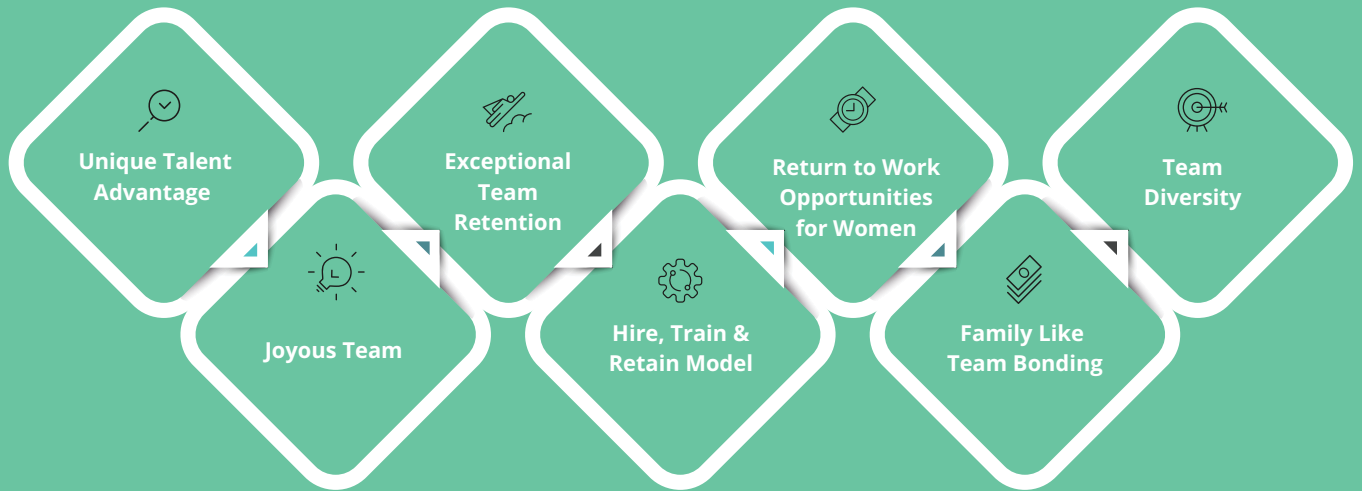 Unique Talent
Advantage
Joyous Team
Exceptional
Team
Retention
Hire, Train &
Retain Model
Return to Work
Opportunities
for Women
Family Like
Team Bonding
Team
Diversity